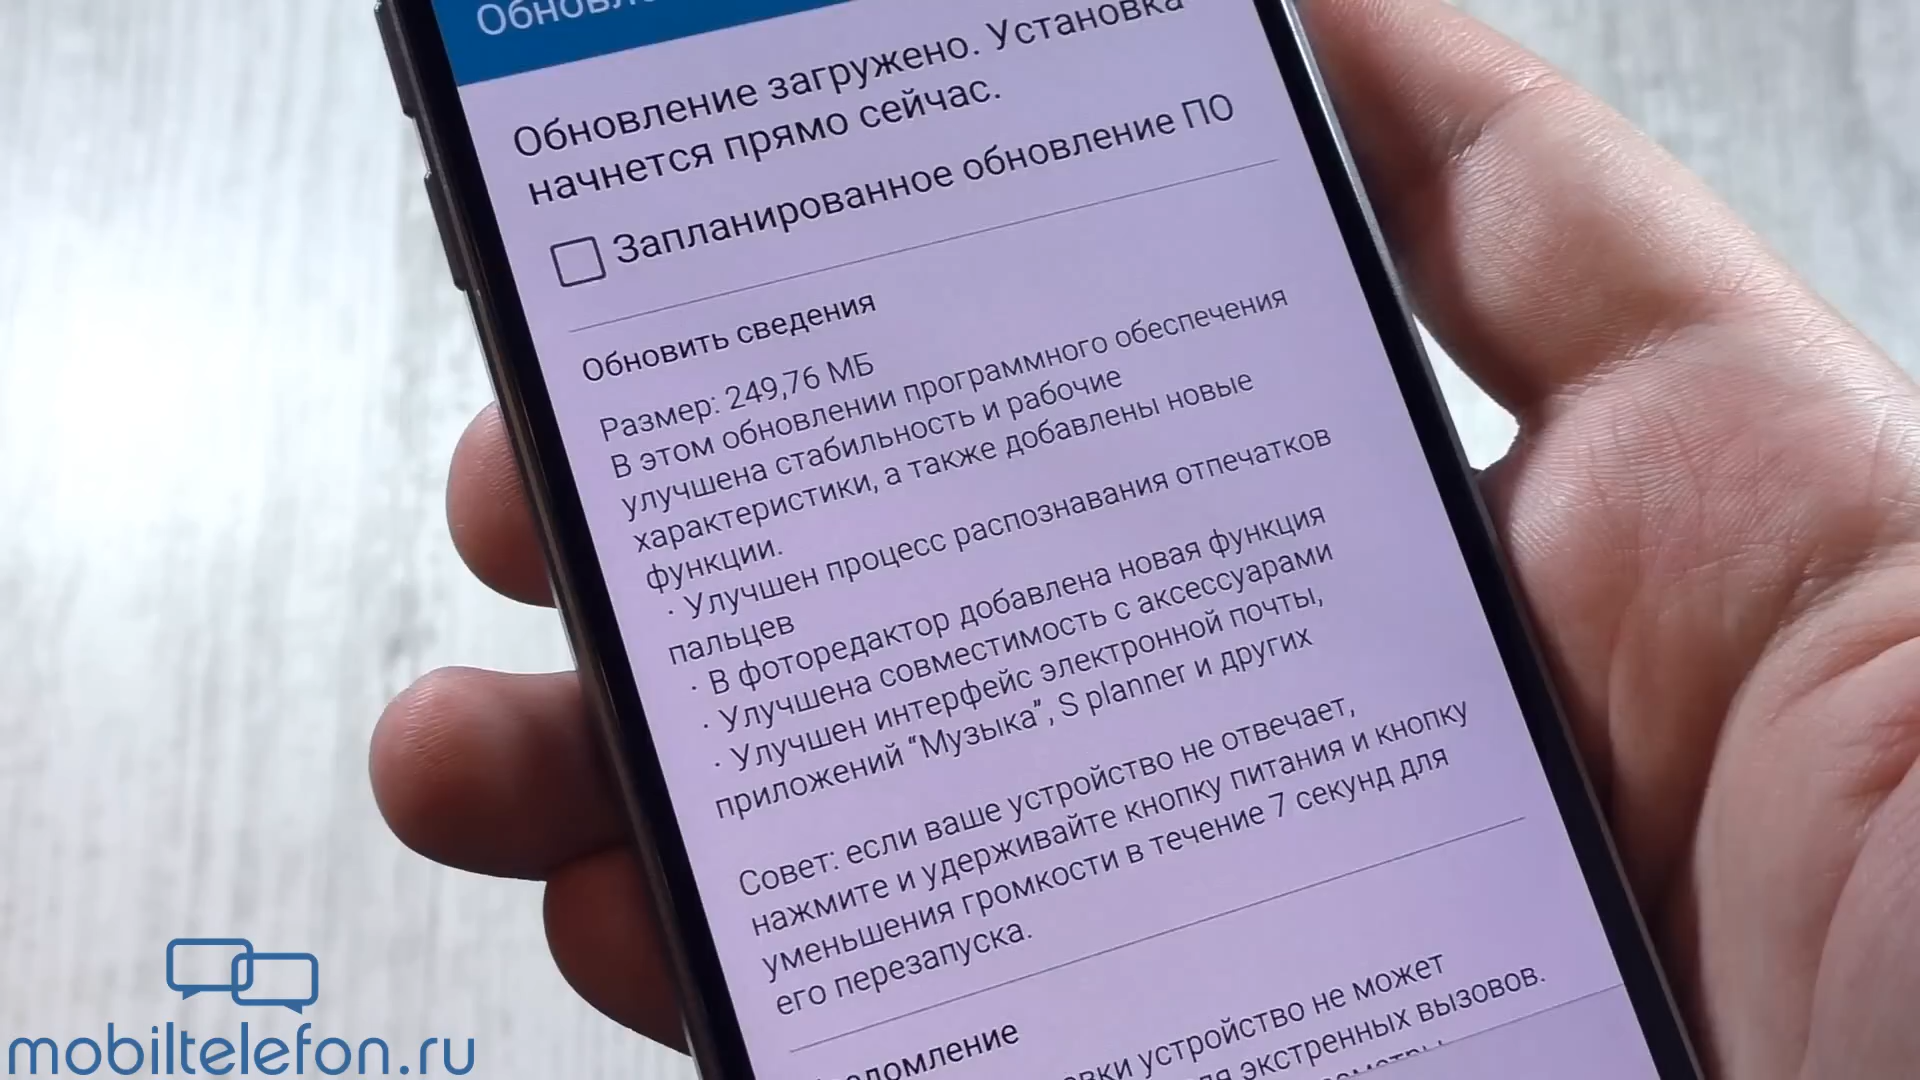 Обновление загружено. Установка
начнется прямо сейчас.
Запланированное обновление ПО
Обновить сведения
Размер: 249,76 МБ
В этом обновлении программного обеспечения
улучшена стабильность и рабочие
характеристики, а также добавлены новые
функции.
· Улучшен процесс распознавания отпечатков
пальцев
· В фоторедактор добавлена новая функция
· Улучшена совместимость с аксессуарами
· Улучшен интерфейс электронной почты,
приложений “Музыка”, S planner и других
Совет: если ваше устройство не отвечает,
нажмите и удерживайте кнопку питания и кнопку
уменьшения громкости в течение 7 секунд для
его перезапуска.
устройство не может
экстренных вызовов.
mobiltelefon.ru